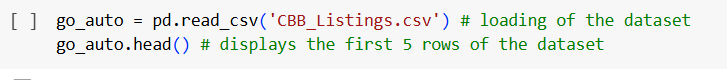 [ ] go_auto = pd.read_csv('CBB_Listings.csv') # loading of the dataset
go_auto.head() # displays the first 5 rows of the dataset